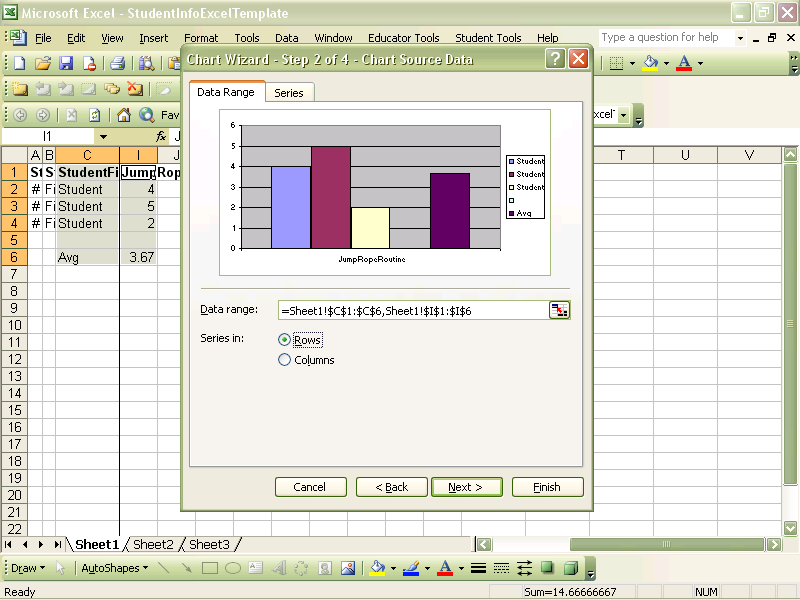 Microsoft Excel - StudentInfoExcelTemplate
File Edit View Insert Format Tools Data Window Educator Tools Student Tools Help Type a question for help
Chart Wizard - Step 2 of 4 - Chart Source Data
Data Range Series
Fav
xcel"
I1 fx J
A B C I J T U V
1 St S StudentFi Jump Rop
2 # Fi Student 4
3 # Fi Student 5
4 # Fi Student 2
5
6 Avg 3.67
7
8
9
10
11
12
13
14
15
16
17
18
19
20
21
22
6
5
4
3
2
1
0
JumpRopeRoutine
Student
Student
Student
Avg
Data range: =Sheet1!$C$1:$C$6,Sheet1!$I$1:$I$6
Series in: Rows
Columns
Cancel < Back Next > Finish
Sheet1 Sheet2 Sheet3
Draw AutoShapes
Ready Sum=14.66666667 NUM